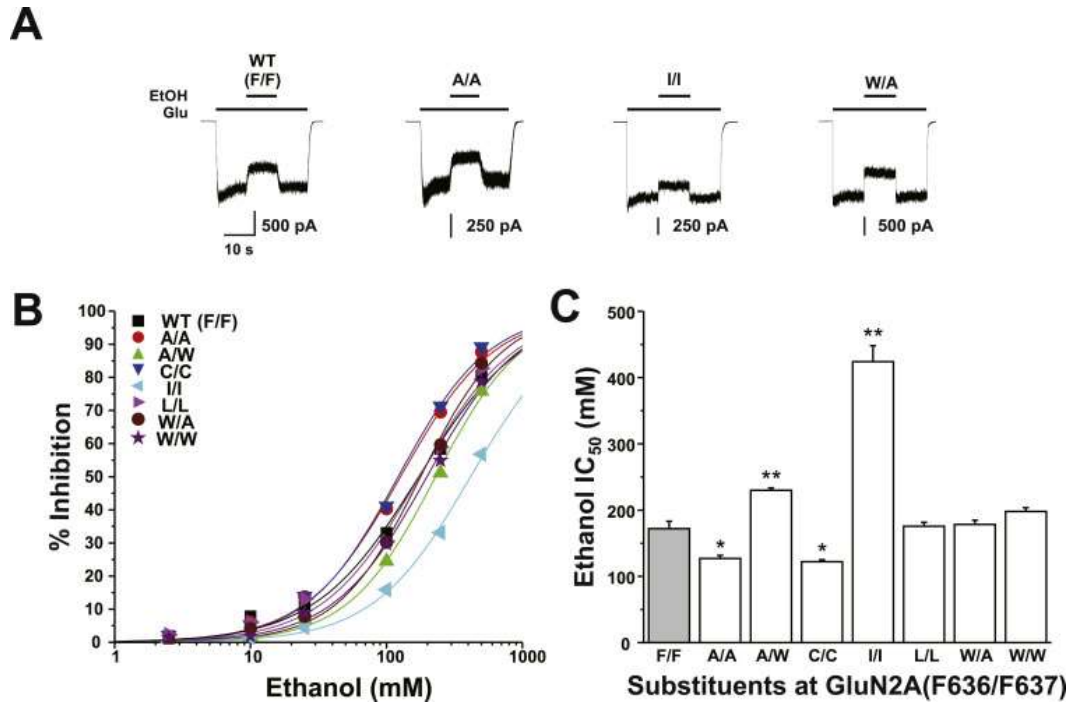 A
WT
(F/F)
A/A
I/I
W/A
EtOH
Glu
500 pA
10 s
250 pA
250 pA
500 pA
B
100
90
80
70
60
50
40
30
20
10
0
% Inhibition
WT (F/F)
A/A
A/W
C/C
I/I
L/L
W/A
W/W
1
10
100
1000
Ethanol (mM)
C
500
400
300
200
100
0
Ethanol IC50 (mM)
*
**
*
**
F/F A/A A/W C/C I/I L/L W/A W/W
Substituents at GluN2A(F636/F637)